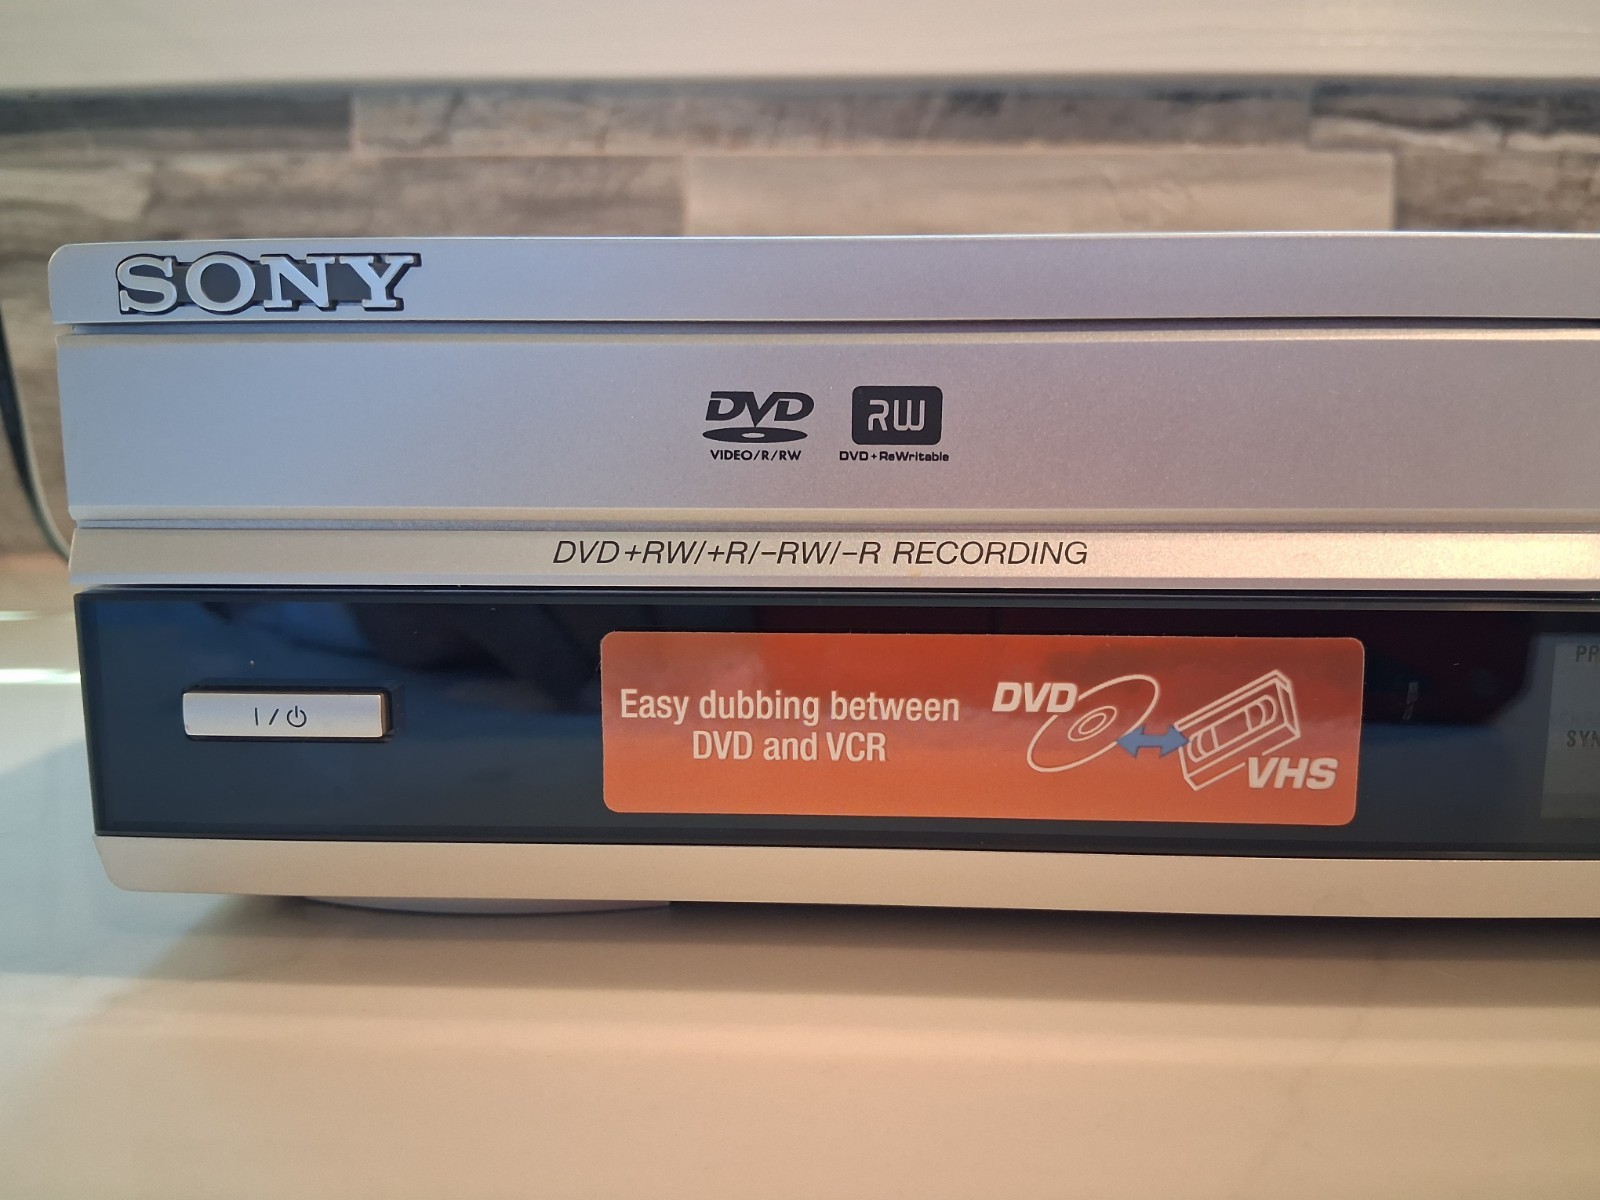 SONY
DVD
VIDEO/R/RW
RW
DVD+ReWritable
DVD+RW/+R/-RW/-R RECORDING
I/⏻
Easy dubbing between
DVD and VCR
DVD
VHS